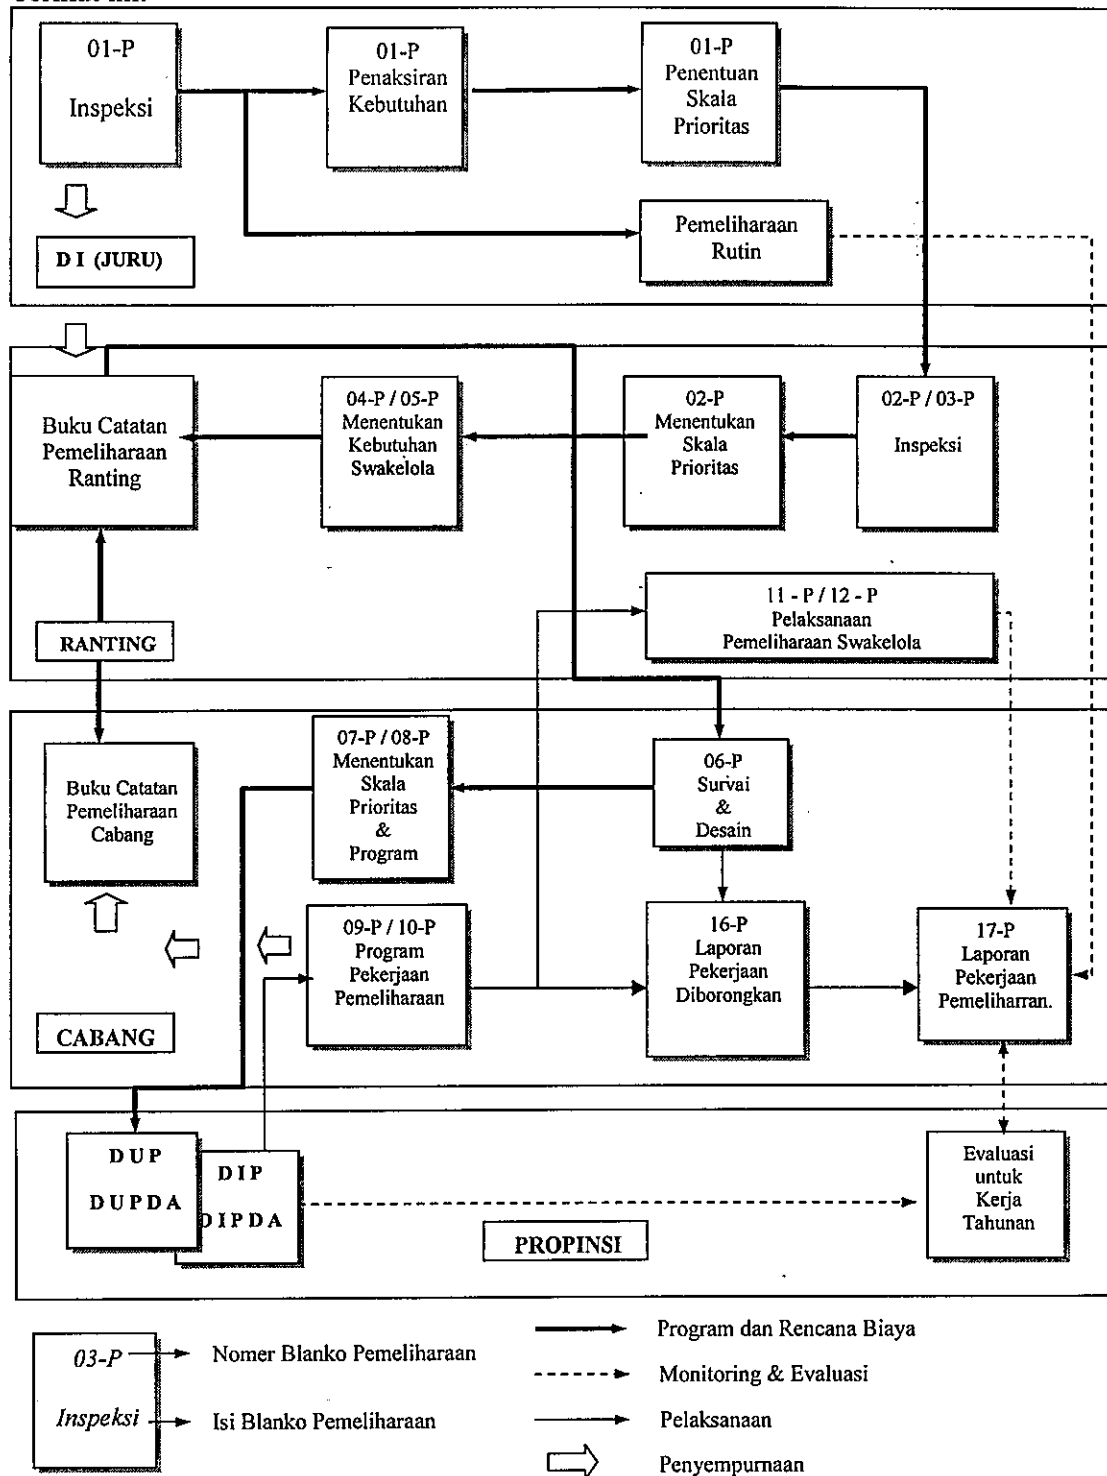 01-P
Inspeksi
01-P
Penaksiran
Kebutuhan
01-P
Penentuan
Skala
Prioritas
Pemeliharaan
Rutin
D I (JURU)
Buku Catatan
Pemeliharaan
Ranting
04-P / 05-P
Menentukan
Kebutuhan
Swakelola
02-P
Menentukan
Skala
Prioritas
02-P / 03-P
Inspeksi
11 - P / 12 - P
Pelaksanaan
Pemeliharaan Swakelola
RANTING
Buku Catatan
Pemeliharaan
Cabang
07-P / 08-P
Menentukan
Skala
Prioritas
&
Program
06-P
Survai
&
Desain
09-P / 10-P
Program
Pekerjaan
Pemeliharaan
16-P
Laporan
Pekerjaan
Diborongkan
17-P
Laporan
Pekerjaan
Pemeliharran.
CABANG
D U P
D U P D A
D I P
D I P D A
PROPINSI
Evaluasi
untuk
Kerja
Tahunan
03-P
Nomer Blanko Pemeliharaan
Inspeksi
Isi Blanko Pemeliharaan
Program dan Rencana Biaya
Monitoring & Evaluasi
Pelaksanaan
Penyempurnaan